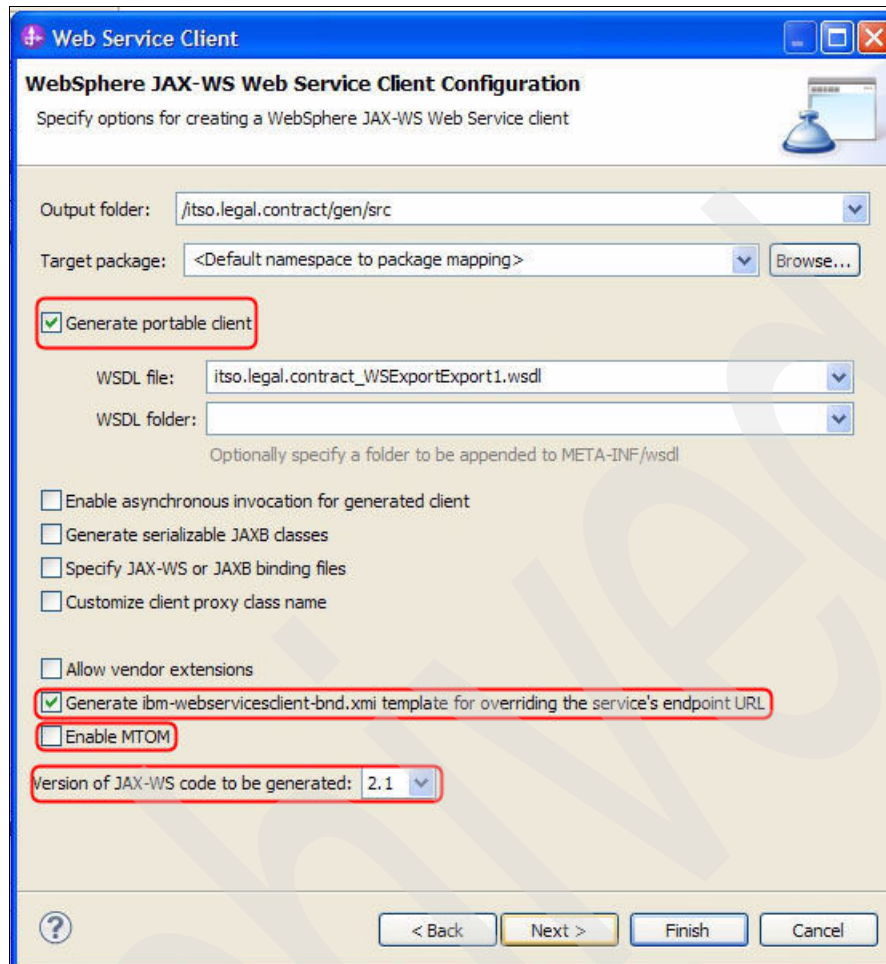 Web Service Client
WebSphere JAX-WS Web Service Client Configuration
Specify options for creating a WebSphere JAX-WS Web Service client
Output folder: /itso.legal.contract/gen/src
Target package: <Default namespace to package mapping> Browse...
Generate portable client
WSDL file: itso.legal.contract_WSExportExport1.wsdl
WSDL folder:
Optionally specify a folder to be appended to META-INF/wsdl
Enable asynchronous invocation for generated client
Generate serializable JAXB classes
Specify JAX-WS or JAXB binding files
Customize client proxy class name
Allow vendor extensions
Generate ibm-webservicesclient-bnd.xmi template for overriding the service's endpoint URL
Enable MTOM
Version of JAX-WS code to be generated: 2.1
? < Back Next > Finish Cancel